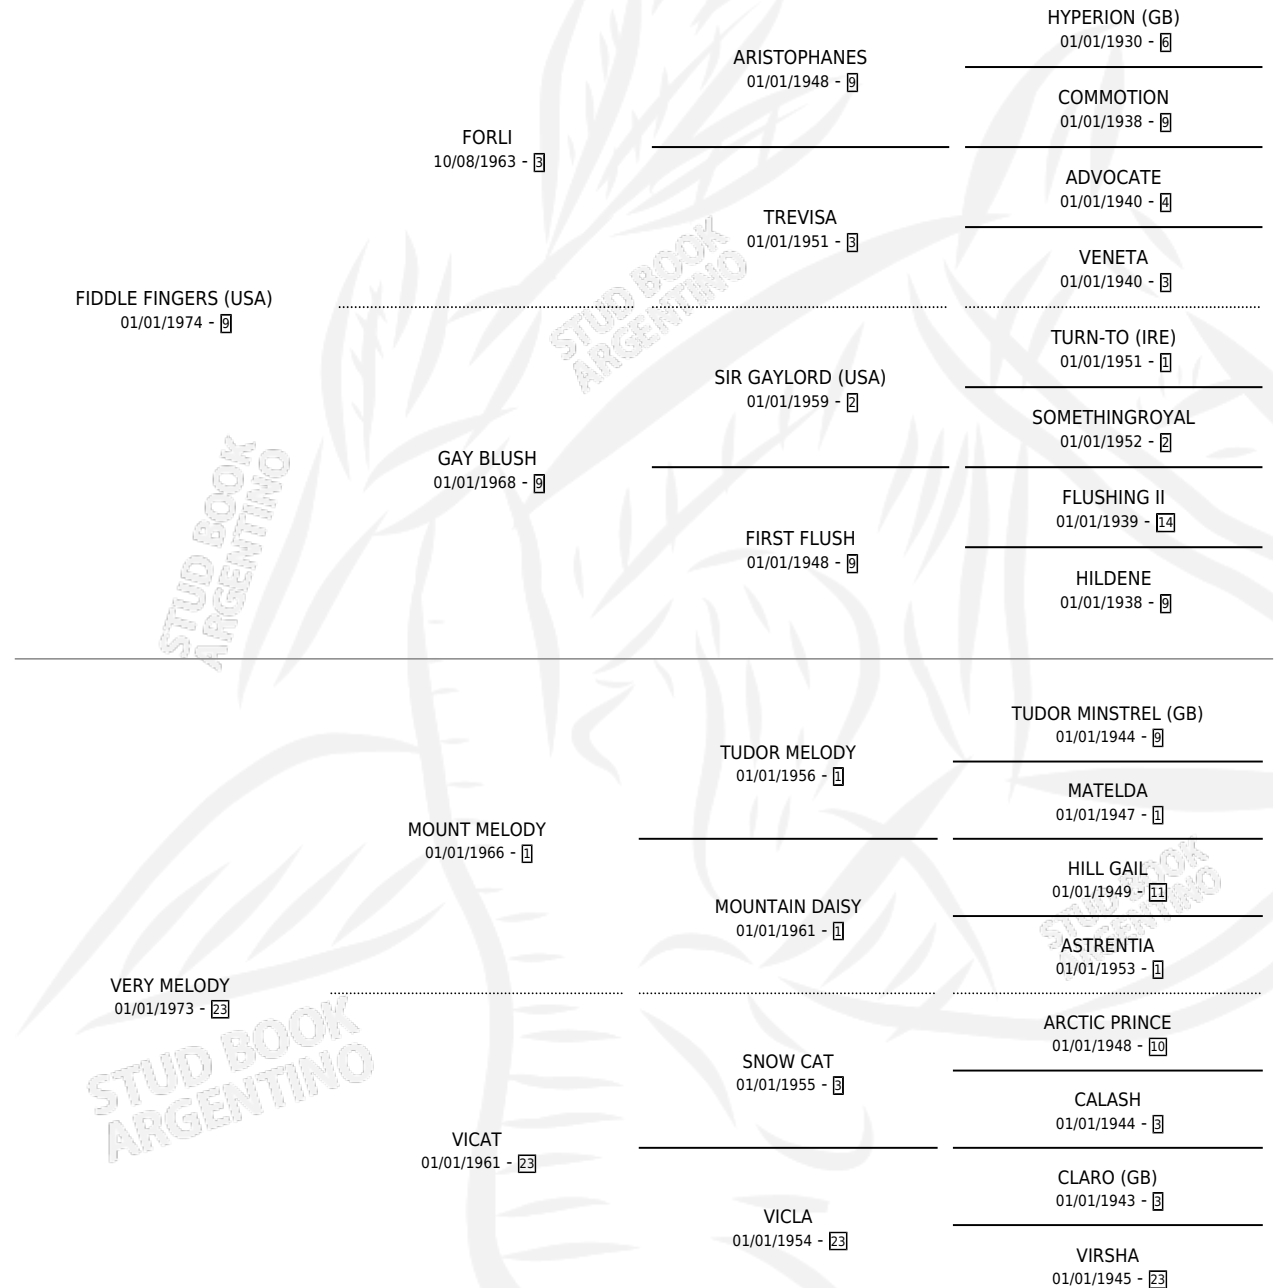 HYPERION (GB)
01/01/1930 - 6
ARISTOPHANES
01/01/1948 - 9
COMMOTION
01/01/1938 - 9
FORLI
10/08/1963 - 3
ADVOCATE
01/01/1940 - 4
TREVISA
01/01/1951 - 3
VENETA
01/01/1940 - 3
FIDDLE FINGERS (USA)
01/01/1974 - 9
TURN-TO (IRE)
01/01/1951 - 1
SIR GAYLORD (USA)
01/01/1959 - 2
SOMETHINGROYAL
01/01/1952 - 2
GAY BLUSH
01/01/1968 - 9
FLUSHING II
01/01/1939 - 14
FIRST FLUSH
01/01/1948 - 9
HILDENE
01/01/1938 - 9
TUDOR MINSTREL (GB)
01/01/1944 - 9
TUDOR MELODY
01/01/1956 - 1
MATELDA
01/01/1947 - 1
MOUNT MELODY
01/01/1966 - 1
HILL GAIL
01/01/1949 - 11
MOUNTAIN DAISY
01/01/1961 - 1
ASTRENTIA
01/01/1953 - 1
VERY MELODY
01/01/1973 - 23
ARCTIC PRINCE
01/01/1948 - 10
SNOW CAT
01/01/1955 - 3
CALASH
01/01/1944 - 3
VICAT
01/01/1961 - 23
CLARO (GB)
01/01/1943 - 3
VICLA
01/01/1954 - 23
VIRSHA
01/01/1945 - 23
STUD BOOK
ARGENTINO
STUD BOOK
ARGENTINO
STUD BOOK
ARGENTINO
STUD BOOK
ARGENTINO